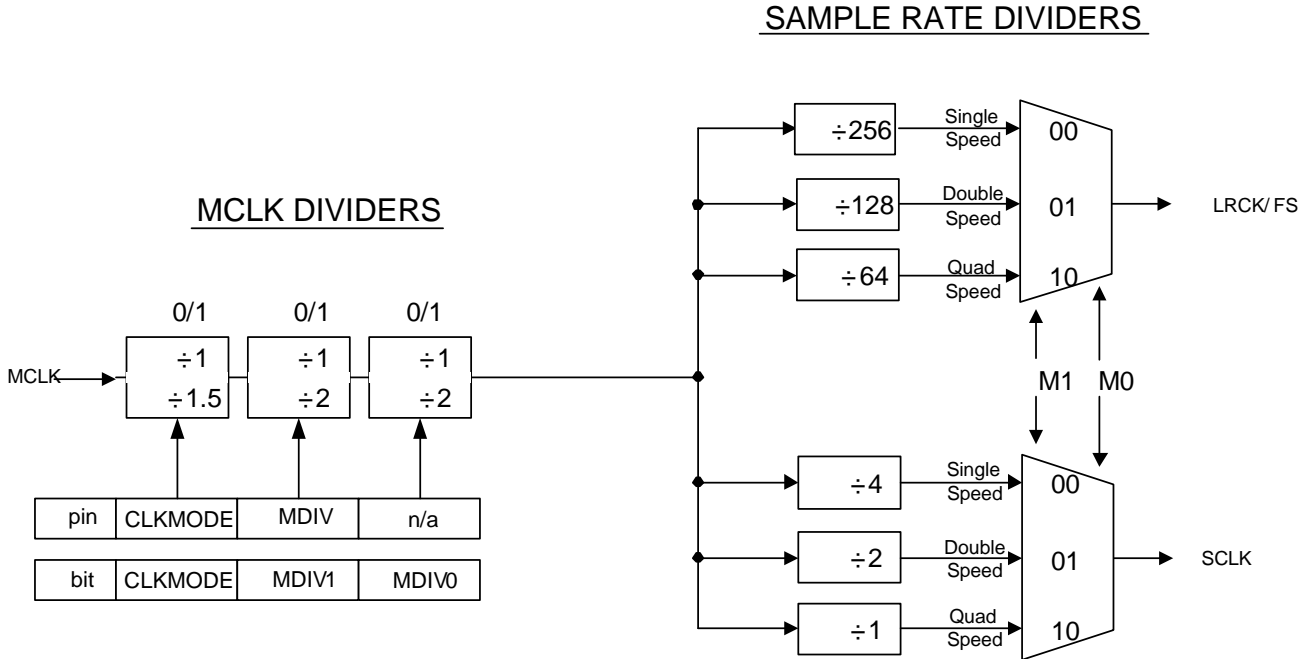 SAMPLE RATE DIVIDERS
÷256
Single
Speed
00
÷128
Double
Speed
01
LRCK/ FS
÷64
Quad
Speed
10
MCLK DIVIDERS
0/1
0/1
0/1
MCLK
÷1
÷1.5
÷1
÷2
÷1
÷2
M1
M0
pin
CLKMODE
MDIV
n/a
bit
CLKMODE
MDIV1
MDIV0
÷4
Single
Speed
00
÷2
Double
Speed
01
SCLK
÷1
Quad
Speed
10